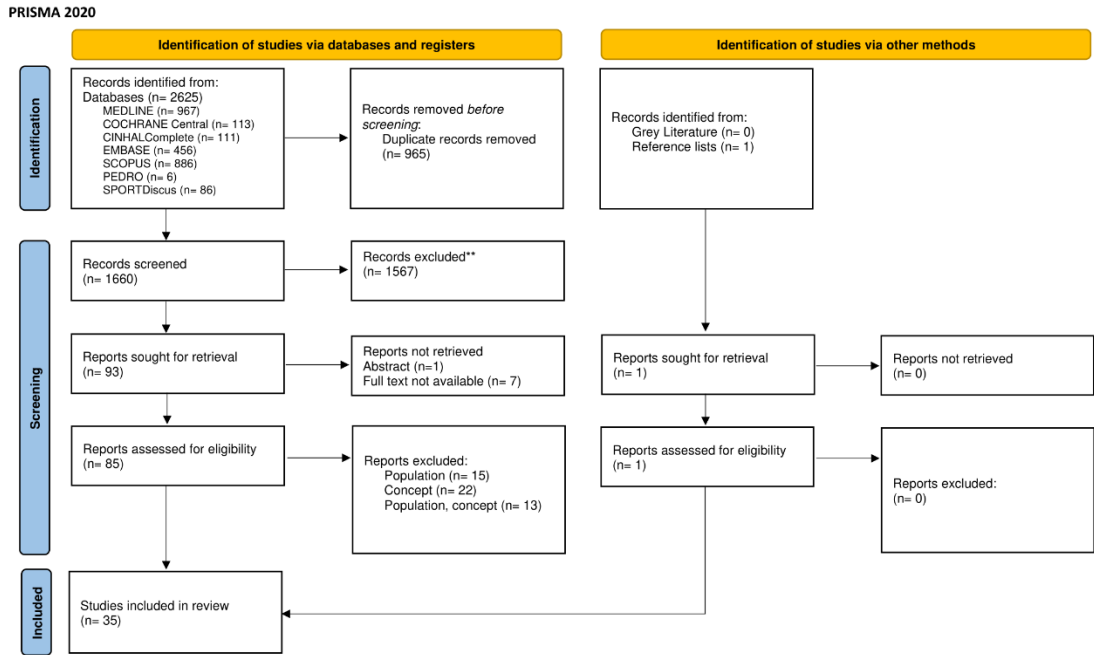 PRISMA 2020
Identification of studies via databases and registers
Identification of studies via other methods
Identification
Records identified from:
Databases (n= 2625)
MEDLINE (n= 967)
COCHRANE Central (n= 113)
CINHALComplete (n= 111)
EMBASE (n= 456)
SCOPUS (n= 886)
PEDRO (n= 6)
SPORTDiscus (n= 86)
Records removed before
screening:
Duplicate records removed
(n= 965)
Records identified from:
Grey Literature (n= 0)
Reference lists (n= 1)
Screening
Records screened
(n= 1660)
Records excluded**
(n= 1567)
Reports sought for retrieval
(n= 93)
Reports not retrieved
Abstract (n=1)
Full text not available (n= 7)
Reports sought for retrieval
(n= 1)
Reports not retrieved
(n= 0)
Reports assessed for eligibility
(n= 85)
Reports excluded:
Population (n= 15)
Concept (n= 22)
Population, concept (n= 13)
Reports assessed for eligibility
(n= 1)
Reports excluded:
(n= 0)
Included
Studies included in review
(n= 35)